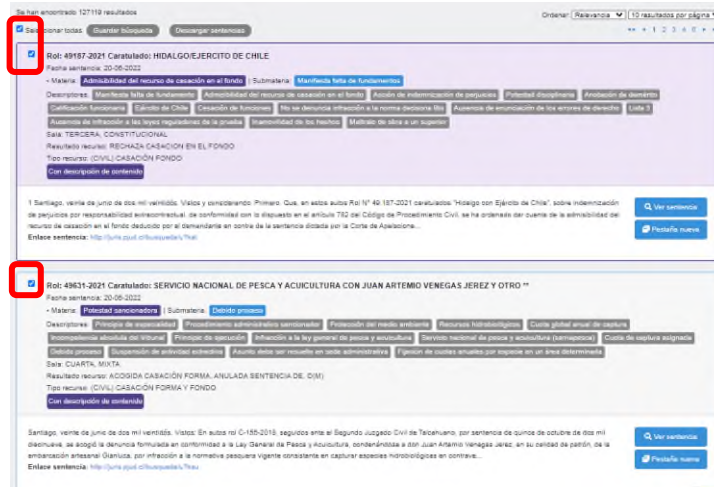 Se han encontrado 127119 resultados
Ordenar: Relevancia 10 resultados por página
Seleccionar todas Guardar búsqueda Descargar sentencias
1 2 3 4 5
Rol: 49187-2021 Caratulado: HIDALGO/EJERCITO DE CHILE
Fecha sentencia: 20-06-2022
- Materia: Admisibilidad del recurso de casación en el fondo | Submateria: Manifiesta falta de fundamentos
Descriptores: Manifiesta falta de fundamento Admisibilidad del recurso de casación en el fondo Acción de indemnización de perjuicios Potestad disciplinaria Anotación de demérito
Calificación funcionaria Ejército de Chile Cesación de funciones No se denuncia infracción a la norma decisoria litis Ausencia de enunciación de los errores de derecho Lista 3
Ausencia de infracción a las leyes reguladoras de la prueba Inamovilidad de los hechos Maltrato de obra a un superior
Sala: TERCERA, CONSTITUCIONAL
Resultado recurso: RECHAZA CASACION EN EL FONDO
Tipo recurso: (CIVIL) CASACIÓN FONDO
Con descripción de contenido
1 Santiago, veinte de junio de dos mil veintidós. Vistos y considerando: Primero: Que, en estos autos Rol N° 49.187-2021 caratulados "Hidalgo con Ejército de Chile", sobre indemnización
de perjuicios por responsabilidad extracontractual, de conformidad con lo dispuesto en el artículo 782 del Código de Procedimiento Civil, se ha ordenado dar cuenta de la admisibilidad del
recurso de casación en el fondo deducido por el demandante en contra de la sentencia dictada por la Corte de Apelacione...
Enlace sentencia:
Ver sentencia
Pestaña nueva
Rol: 49631-2021 Caratulado: SERVICIO NACIONAL DE PESCA Y ACUICULTURA CON JUAN ARTEMIO VENEGAS JEREZ Y OTRO **
Fecha sentencia: 20-06-2022
- Materia: Potestad sancionadora | Submateria: Debido proceso
Descriptores: Principio de especialidad Procedimiento administrativo sancionador Protección del medio ambiente Recursos hidrobiológicos Cuota global anual de captura
Incompetencia absoluta del tribunal Principio de ejecución Infracción a la ley general de pesca y acuicultura Servicio nacional de pesca y acuicultura (sernapesca) Cuota de captura asignada
Debido proceso Suspensión de actividad extractiva Asunto debe ser resuelto en sede administrativa Fijación de cuotas anuales por especie en un área determinada
Sala: CUARTA, MIXTA
Resultado recurso: ACOGIDA CASACIÓN FORMA, ANULADA SENTENCIA DE, O(M)
Tipo recurso: (CIVIL) CASACIÓN FORMA Y FONDO
Con descripción de contenido
Santiago, veinte de junio de dos mil veintidós. Vistos: En autos rol C-155-2019, seguidos ante el Segundo Juzgado Civil de Talcahuano, por sentencia de quince de octubre de dos mil
diecinueve, se acogió la denuncia formulada en conformidad a la Ley General de Pesca y Acuicultura, condenándose a don Juan Artemio Venegas Jerez, en su calidad de patrón, de la
embarcación artesanal Gianluca, por infracción a la normativa pesquera vigente consistente en capturar especies hidrobiológicas en contrave...
Enlace sentencia:
Ver sentencia
Pestaña nueva